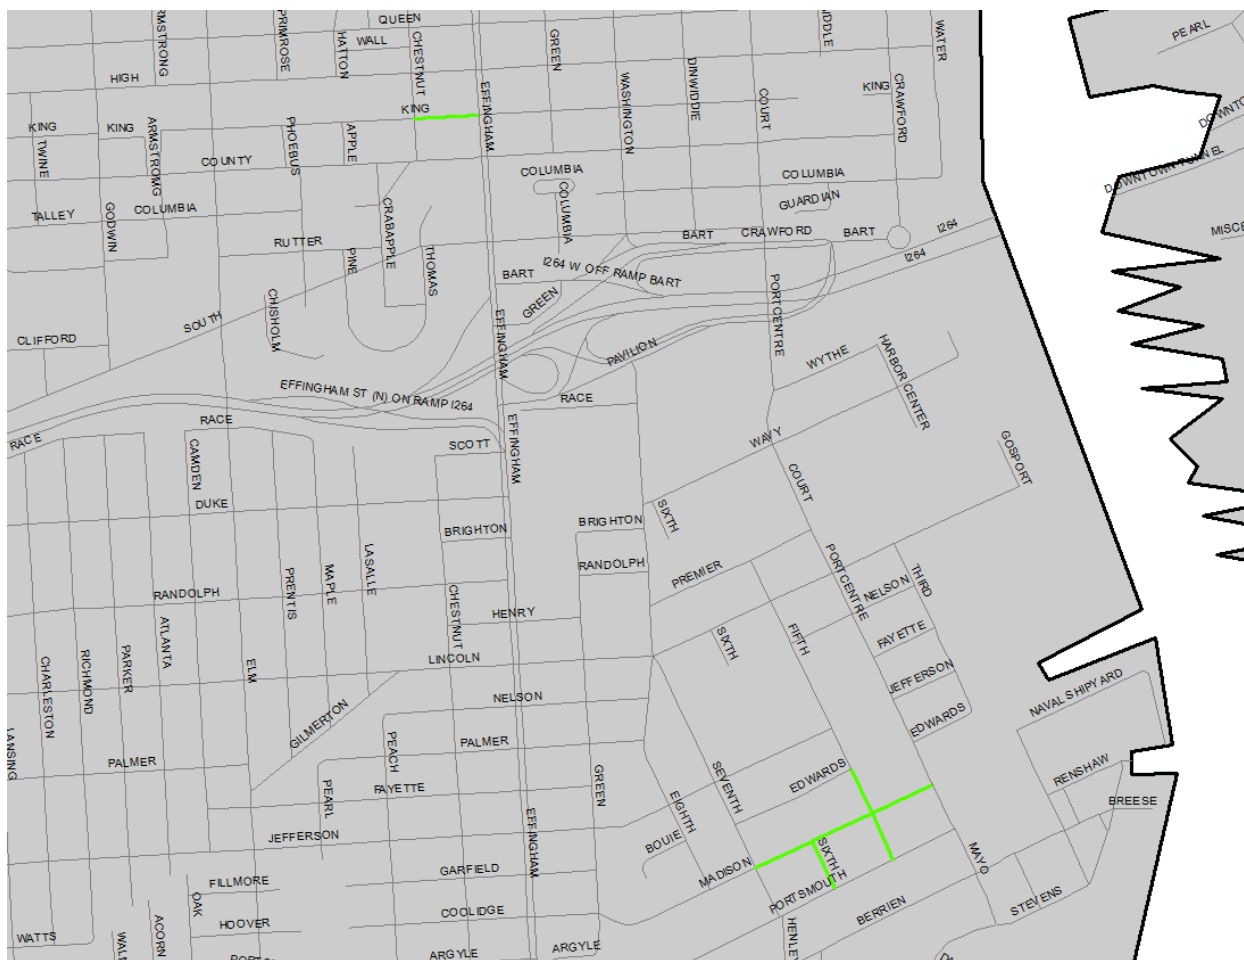 QUEEN
WALL
HIGH
ARMSTRONG
PRIMROSE
HATTON
CHESTNUT
EFFINGHAM
GREEN
WASHINGTON
DINWIDDIE
COURT
KING
CRAWFORD
WATER
PEARL
KING
TWINE
KING
ARMSTROMG
PHOEBUS
APPLE
KING
COUNTY
COLUMBIA
COLUMBIA
COLUMBIA
GUARDIAN
DOWNTOWN TUNNEL
TALLEY
GODWIN
COLUMBIA
RUTTER
PINE
CRABAPPLE
THOMAS
BART
CRAWFORD
BART
I264
I264
BART
I264 W OFF RAMP BART
GREEN
CLIFFORD
SOUTH
CHISHOLM
EFFINGHAM
PAVILION
PORTCENTRE
WYTHE
HARBOR CENTER
EFFINGHAM ST (N) ON RAMP I264
RACE
RACE
RACE
SCOTT
EFFINGHAM
WAVY
GOSPORT
CAMDEN
DUKE
BRIGHTON
BRIGHTON
SIXTH
COURT
RANDOLPH
RANDOLPH
PREMIER
PORTCENTRE
NELSON
THIRD
PRENTIS
MAPLE
LASALLE
CHESTNUT
HENRY
ATLANTA
LINCOLN
SIXTH
FIFTH
FAYETTE
JEFFERSON
EDWARDS
CHARLESTON
RICHMOND
PARKER
ELM
GILMERTON
NELSON
NAVAL SHIPYARD
LANSING
PALMER
PEACH
PALMER
GREEN
SEVENTH
EDWARDS
RENSHAW
BREESE
PEARL
FAYETTE
EFFINGHAM
EIGHTH
BOUIE
JEFFERSON
MADISON
SIXTH
PORTSMOUTH
MAYO
FILLMORE
GARFIELD
OAK
COOLIDGE
HOOVER
BERRIEN
STEVENS
WATTS
ACORN
ARGYLE
ARGYLE
HENLEY